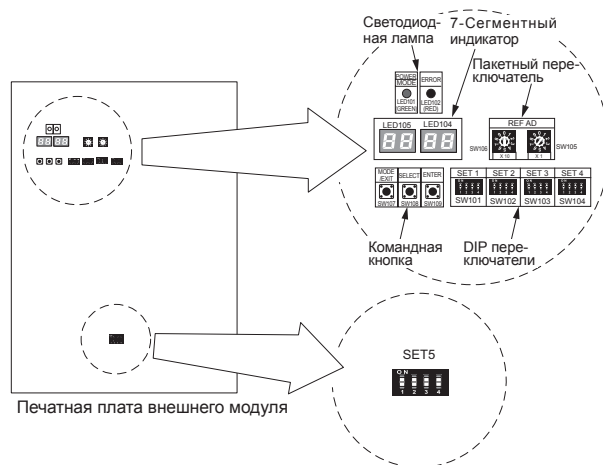 Светодиод-
ная лампа
7-Сегментный
индикатор
Пакетный пере-
ключатель
POWER
MODE
ERROR
LED101
(GREEN)
LED102
(RED)
LED105
LED104
88 88
REF AD
SW106
X 10
X 1
SW105
MODE
/EXIT
SELECT
ENTER
SW107
SW108
SW109
SET 1
SET 2
SET 3
SET 4
SW101
SW102
SW103
SW104
Командная
кнопка
DIP пере-
ключатели
SET5
ON
1 2 3 4
Печатная плата внешнего модуля